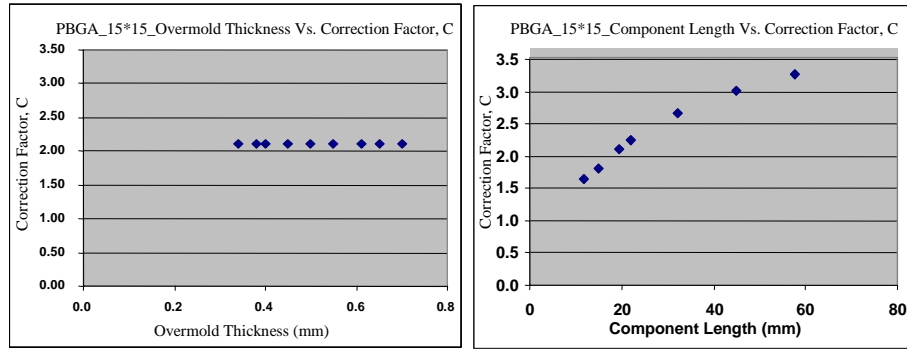 PBGA_15*15_Overmold Thickness Vs. Correction Factor, C
3.50
3.00
2.50
2.00
1.50
1.00
0.50
0.00
Correction Factor, C
0.0 0.2 0.4 0.6 0.8
Overmold Thickness (mm)
PBGA_15*15_Component Length Vs. Correction Factor, C
3.5
3.0
2.5
2.0
1.5
1.0
0.5
0.0
Correction Factor, C
0 20 40 60 80
Component Length (mm)